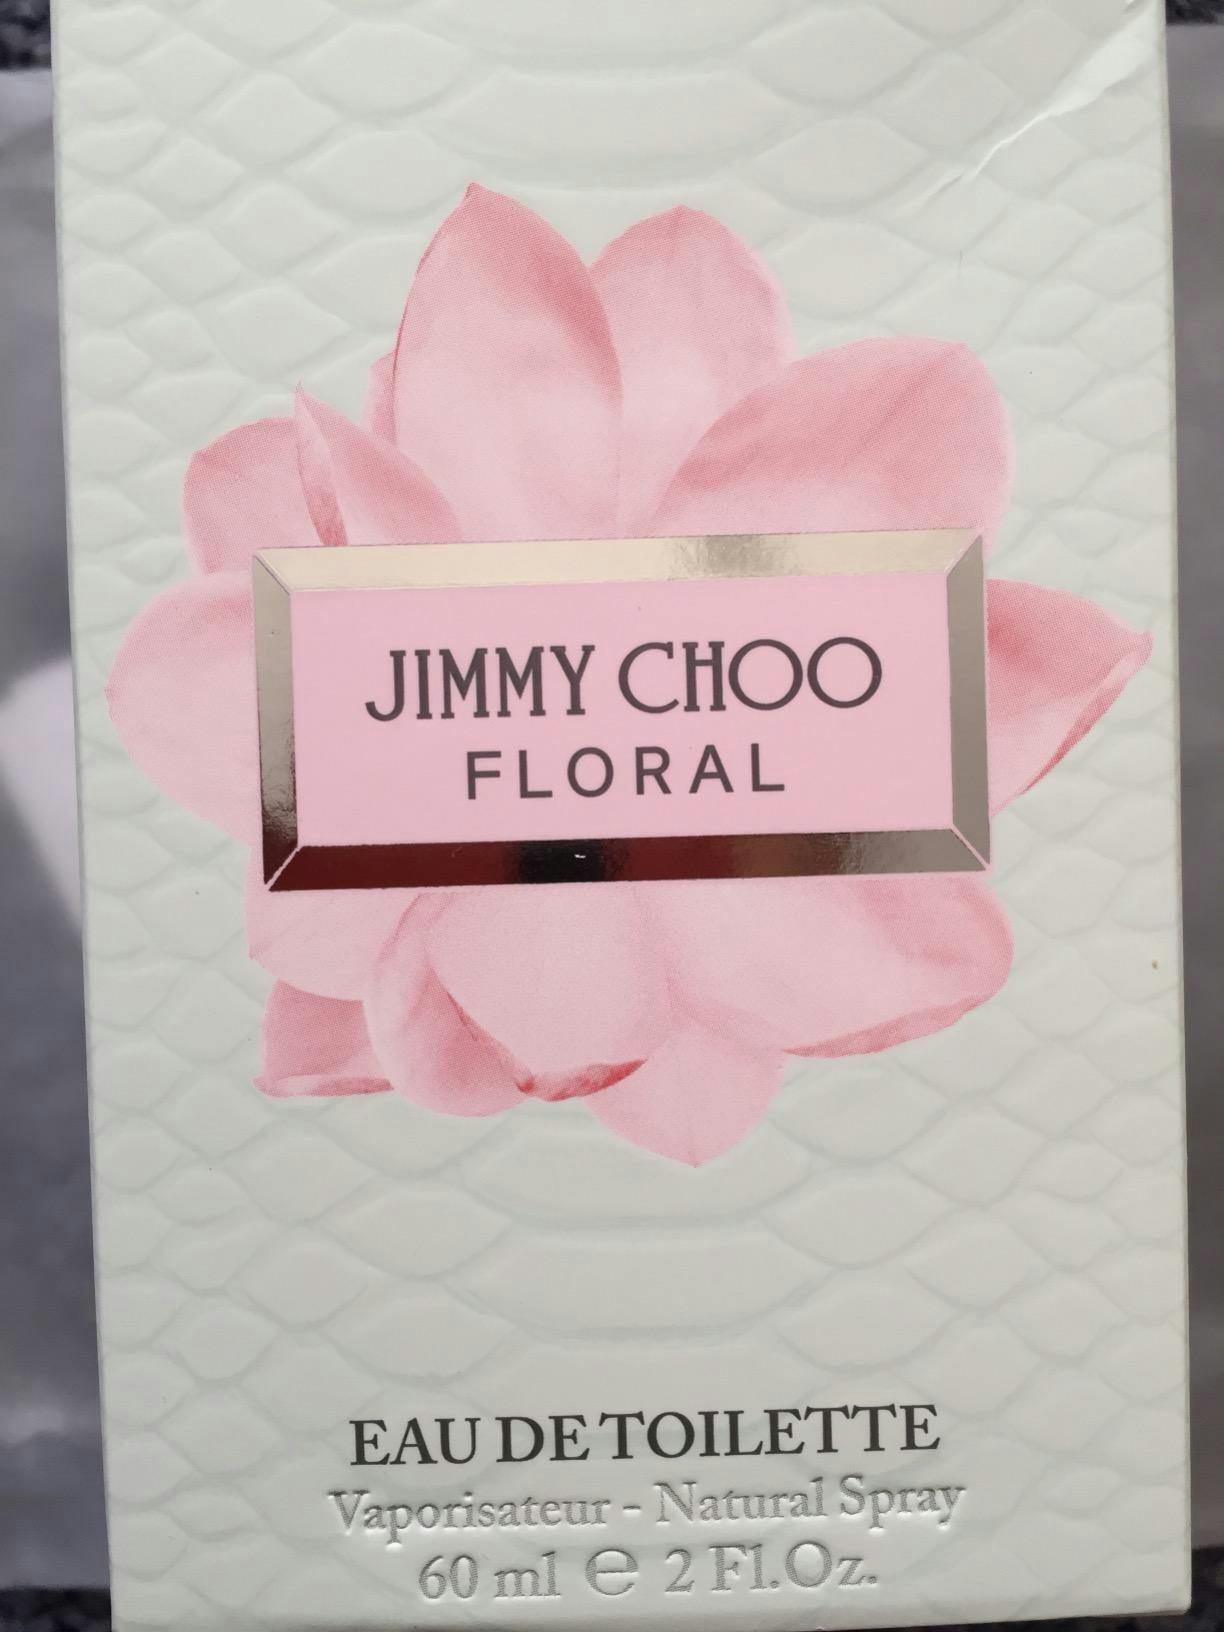 JIMMY CHOO
FLORAL
EAU DE TOILETTE
Vaporisateur - Natural Spray
60 ml ℮ 2 Fl.Oz.